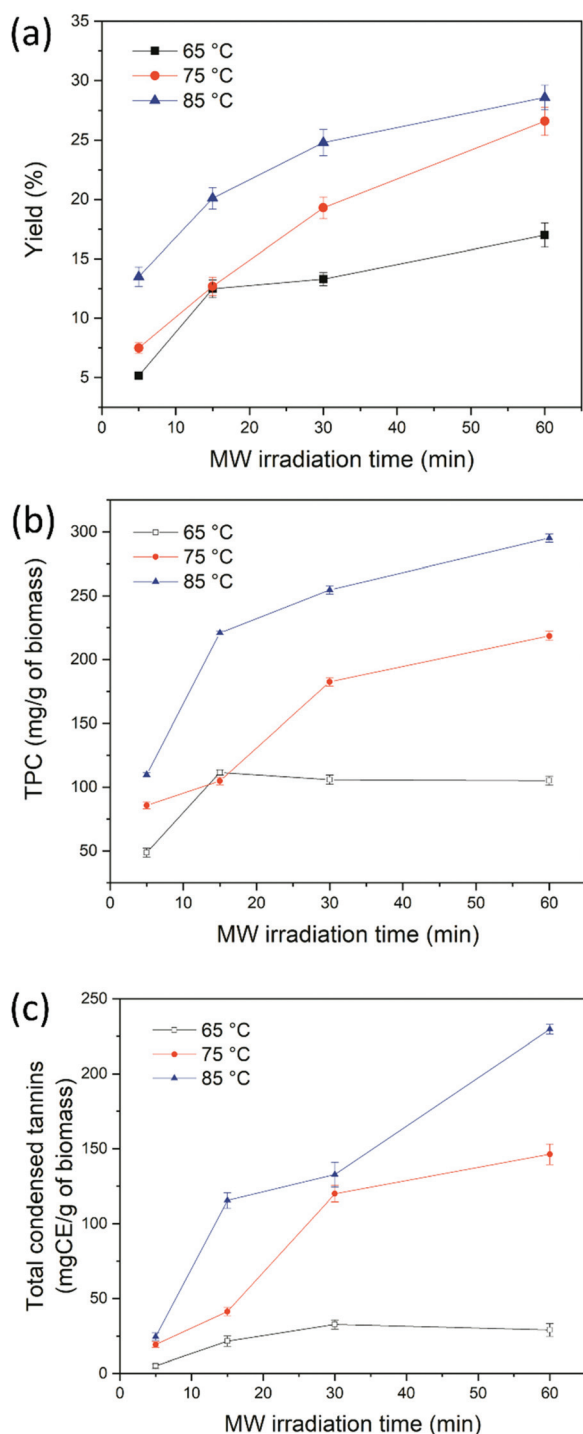 (a)
65 °C
75 °C
85 °C
Yield (%)
35
30
25
20
15
10
5
0 10 20 30 40 50 60
MW irradiation time (min)
(b)
65 °C
75 °C
85 °C
TPC (mg/g of biomass)
300
250
200
150
100
50
0 10 20 30 40 50 60
MW irradiation time (min)
(c)
65 °C
75 °C
85 °C
Total condensed tannins
(mgCE/g of biomass)
250
200
150
100
50
0
0 10 20 30 40 50 60
MW irradiation time (min)